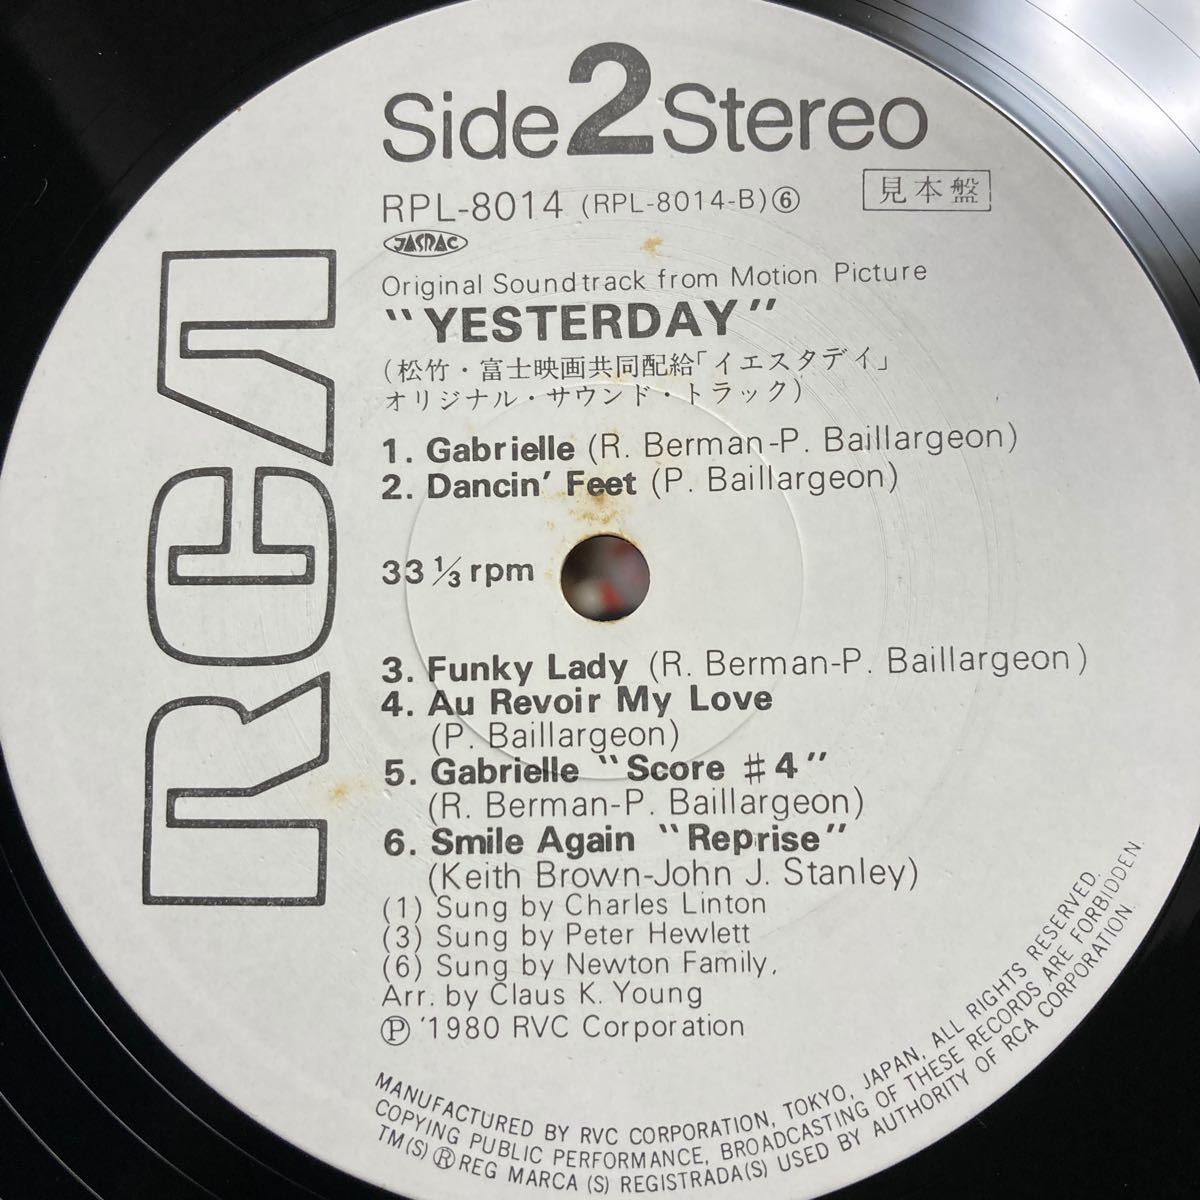 Side 2 Stereo
RPL-8014 (RPL-8014-B)⑥ 見本盤
JASRAC
Original Soundtrack from Motion Picture
"YESTERDAY"
(松竹・富士映画共同配給「イエスタデイ」
オリジナル・サウンド・トラック)
1. Gabrielle (R. Berman-P. Baillargeon)
2. Dancin' Feet (P. Baillargeon)
33 1/3 rpm
3. Funky Lady (R. Berman-P. Baillargeon)
4. Au Revoir My Love
(P. Baillargeon)
5. Gabrielle "Score #4"
(R. Berman-P. Baillargeon)
6. Smile Again "Reprise"
(Keith Brown-John J. Stanley)
(1) Sung by Charles Linton
(3) Sung by Peter Hewlett
(6) Sung by Newton Family,
Arr. by Claus K. Young
Ⓟ '1980 RVC Corporation
RCA
MANUFACTURED BY RVC CORPORATION, TOKYO, JAPAN, ALL RIGHTS RESERVED.
COPYING PUBLIC PERFORMANCE, BROADCASTING OF THESE RECORDS ARE FORBIDDEN.
TM(S) ® REG MARCA (S) REGISTRADA(S) USED BY AUTHORITY OF RCA CORPORATION.